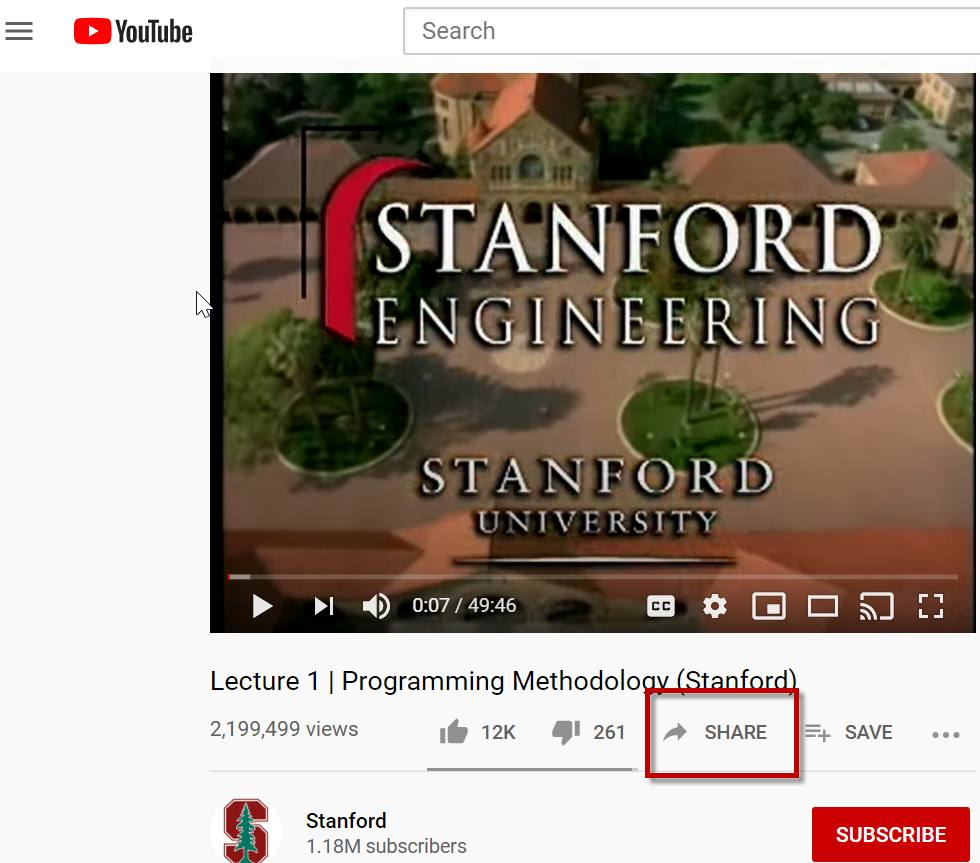 YouTube
Search
STANFORD
ENGINEERING
STANFORD
UNIVERSITY
0:07 / 49:46
CC
Lecture 1 | Programming Methodology (Stanford)
2,199,499 views
12K
261
SHARE
SAVE
S
Stanford
1.18M subscribers
SUBSCRIBE